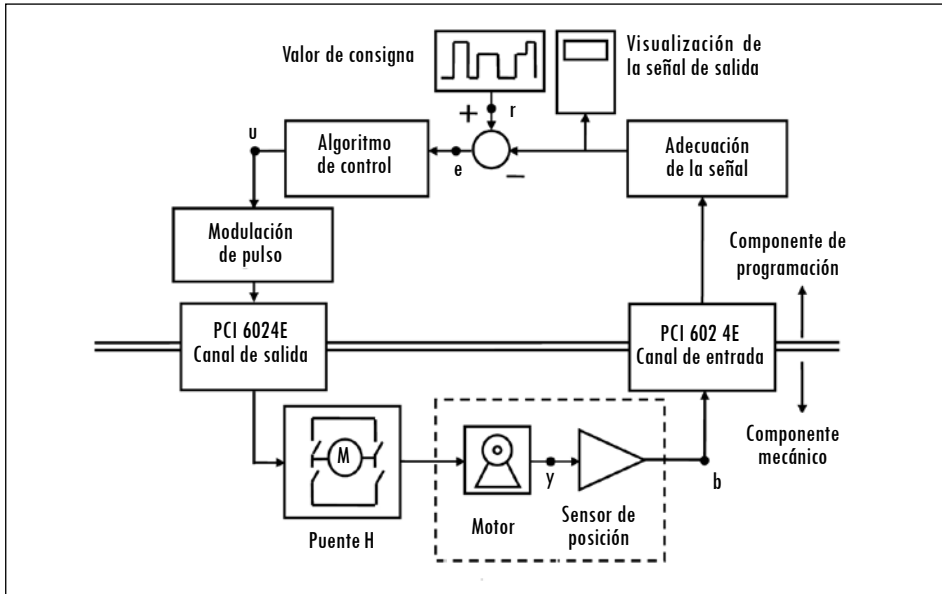 Valor de consigna
Visualización de
la señal de salida
+
r
u
Algoritmo
de control
e
−
Adecuación
de la señal
Modulación
de pulso
Componente de
programación
PCI 6024E
Canal de salida
PCI 602 4E
Canal de entrada
M
Puente H
Motor
y
Sensor de
posición
b
Componente
mecánico